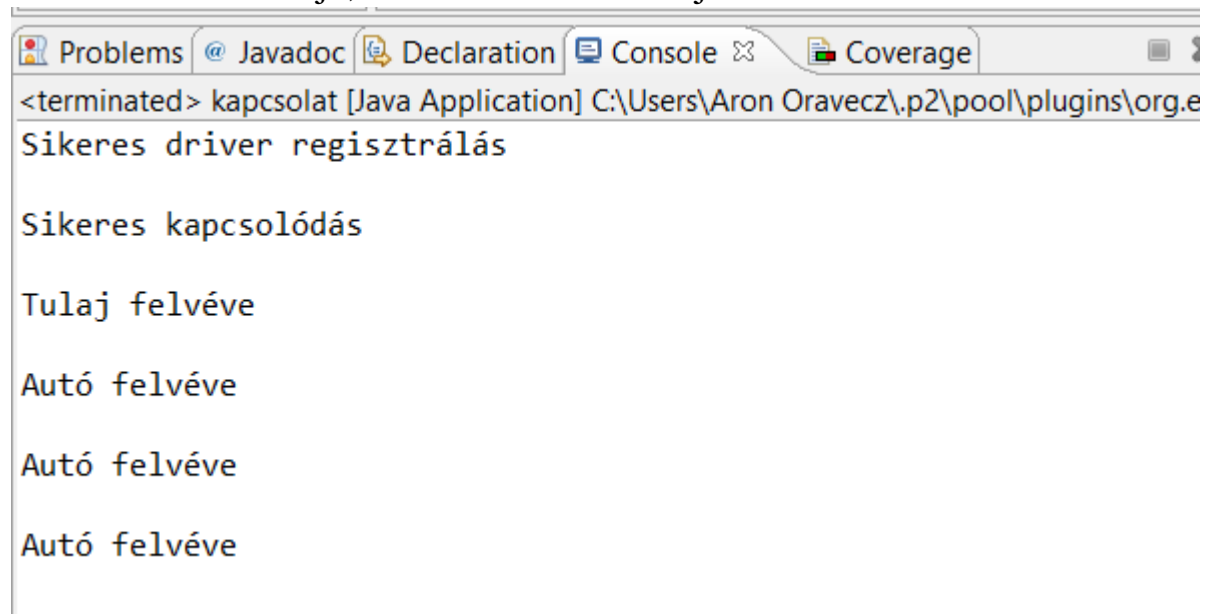 Problems @ Javadoc Declaration Console Coverage
<terminated> kapcsolat [Java Application] C:\Users\Aron Oravecz\.p2\pool\plugins\org.e
Sikeres driver regisztrálás
Sikeres kapcsolódás
Tulaj felvéve
Autó felvéve
Autó felvéve
Autó felvéve